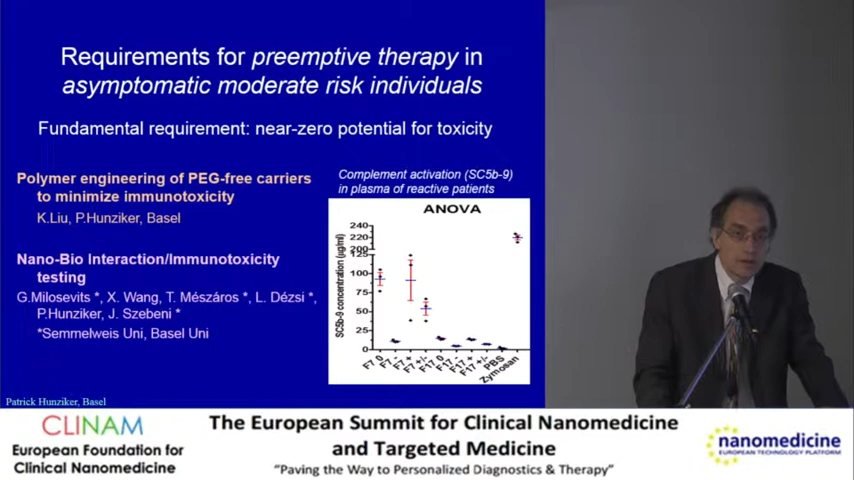 Requirements for preemptive therapy in
asymptomatic moderate risk individuals
Fundamental requirement: near-zero potential for toxicity
Polymer engineering of PEG-free carriers
to minimize immunotoxicity
K.Liu, P.Hunziker, Basel
Nano-Bio Interaction/Immunotoxicity
testing
G.Milosevits *, X. Wang, T. Mészáros *, L. Dézsi *,
P.Hunziker, J. Szebeni *
*Semmelweis Uni, Basel Uni
Complement activation (SC5b-9)
in plasma of reactive patients
ANOVA
SC5b-9 concentration (µg/ml)
240
220
200
125
100
75
50
25
0
F7 0
F7 -
F7 +
F7 +/-
F17 0
F17 -
F17 +
F17 +/-
PBS
Zymosan
Patrick Hunziker, Basel
CLINAM
European Foundation for
Clinical Nanomedicine
The European Summit for Clinical Nanomedicine
and Targeted Medicine
"Paving the Way to Personalized Diagnostics & Therapy"
nanomedicine
EUROPEAN TECHNOLOGY PLATFORM